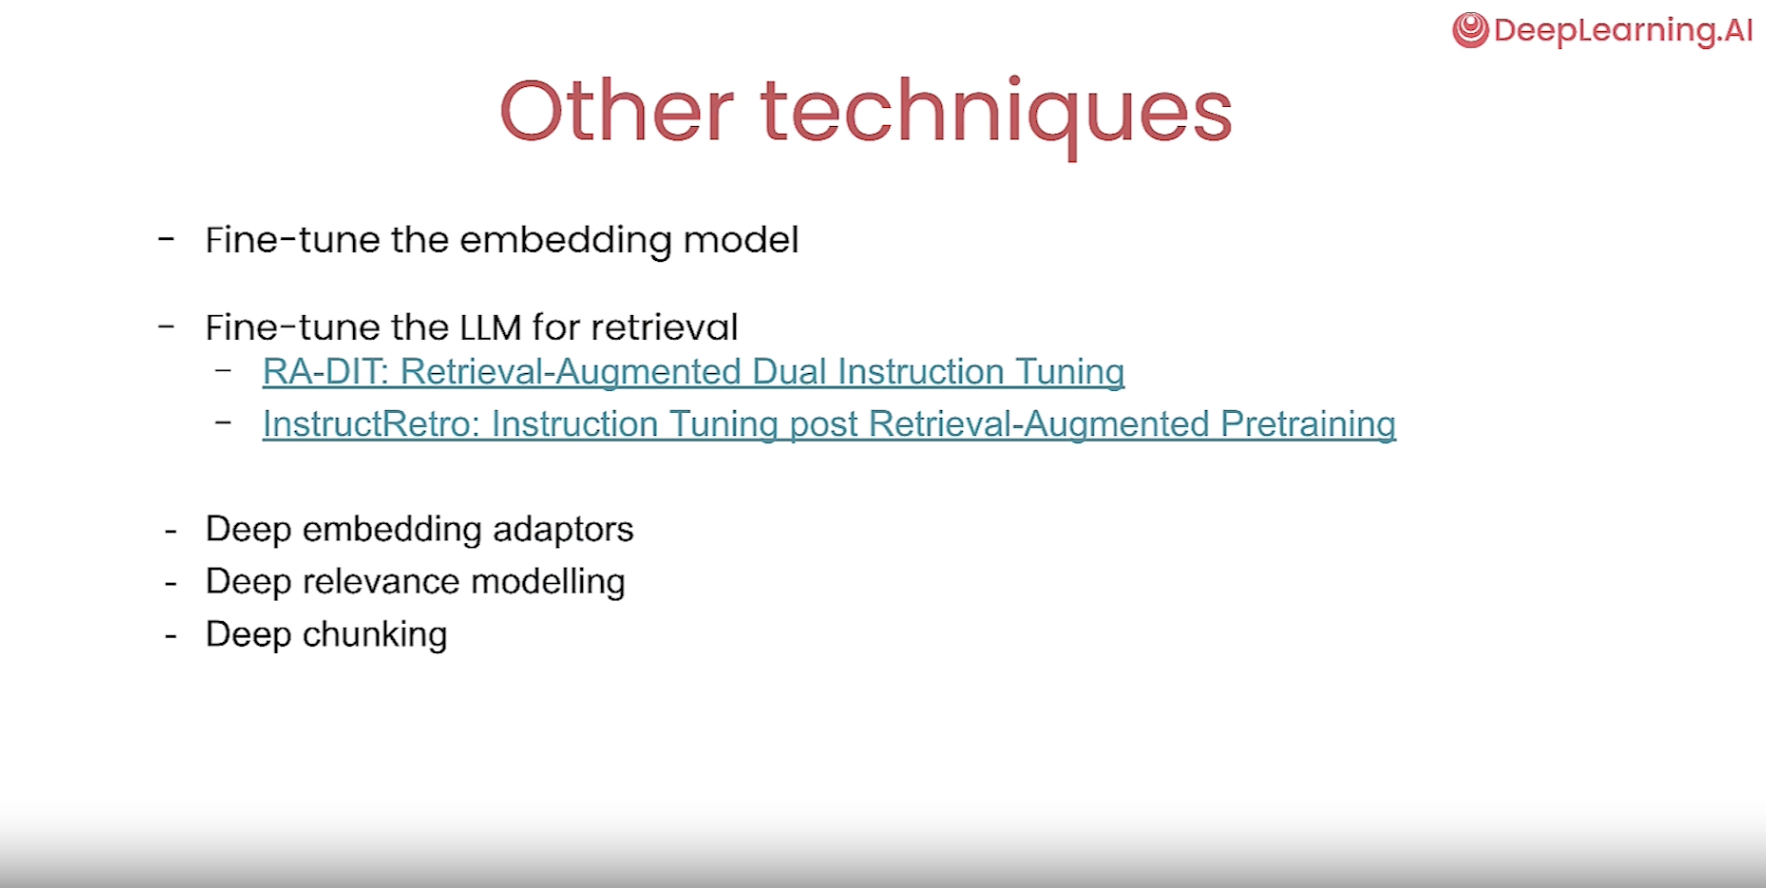 DeepLearning.AI
Other techniques
- Fine-tune the embedding model
- Fine-tune the LLM for retrieval
- RA-DIT: Retrieval-Augmented Dual Instruction Tuning
- InstructRetro: Instruction Tuning post Retrieval-Augmented Pretraining
- Deep embedding adaptors
- Deep relevance modelling
- Deep chunking